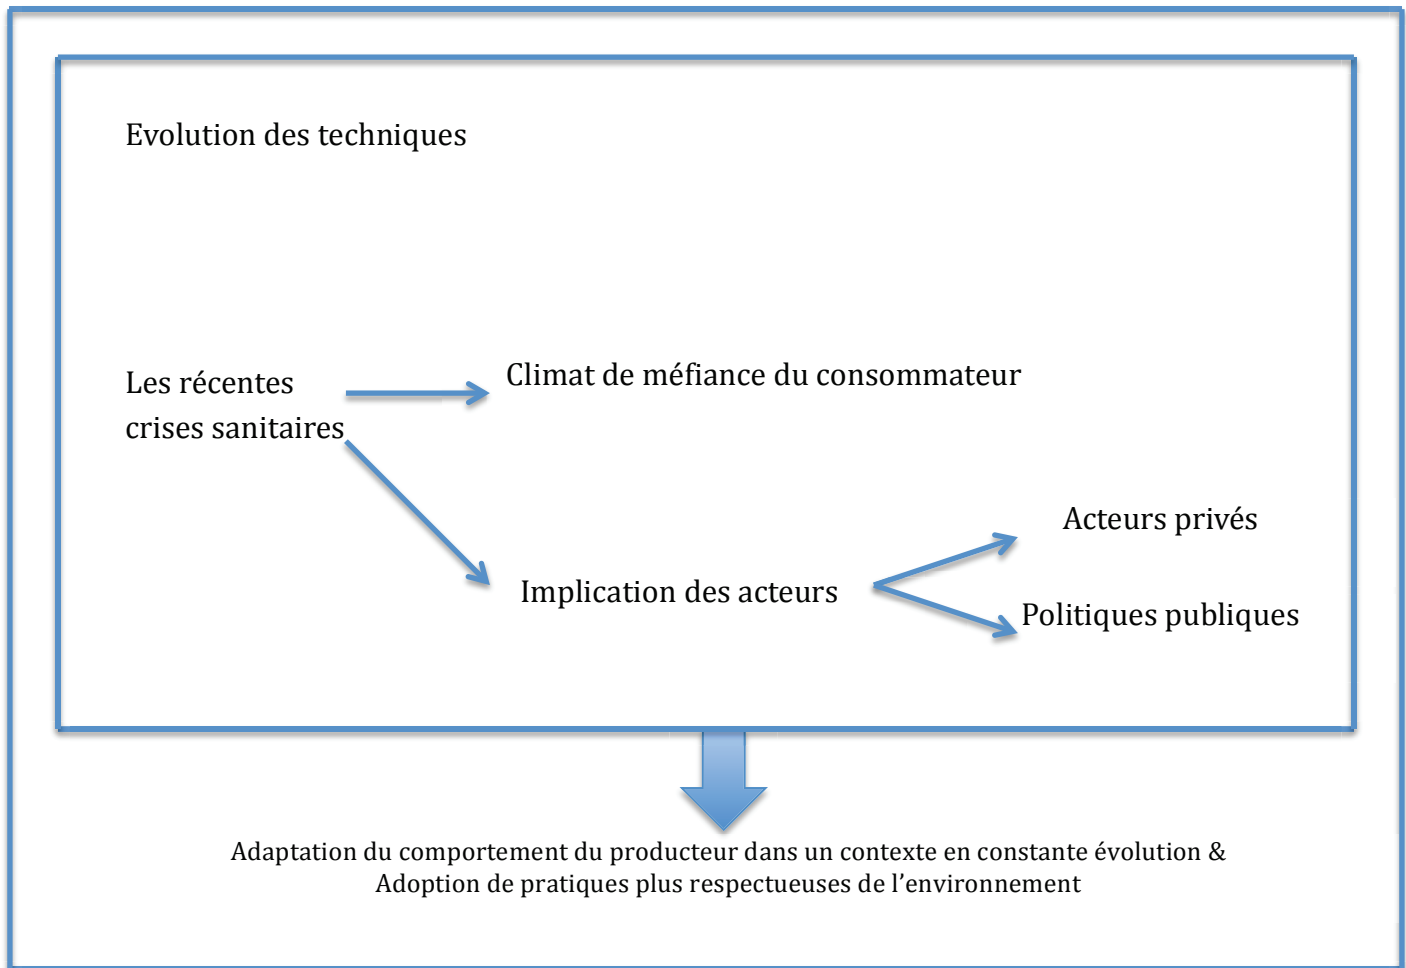 Evolution des techniques
Les récentes
crises sanitaires
Climat de méfiance du consommateur
Implication des acteurs
Acteurs privés
Politiques publiques
Adaptation du comportement du producteur dans un contexte en constante évolution &
Adoption de pratiques plus respectueuses de l’environnement